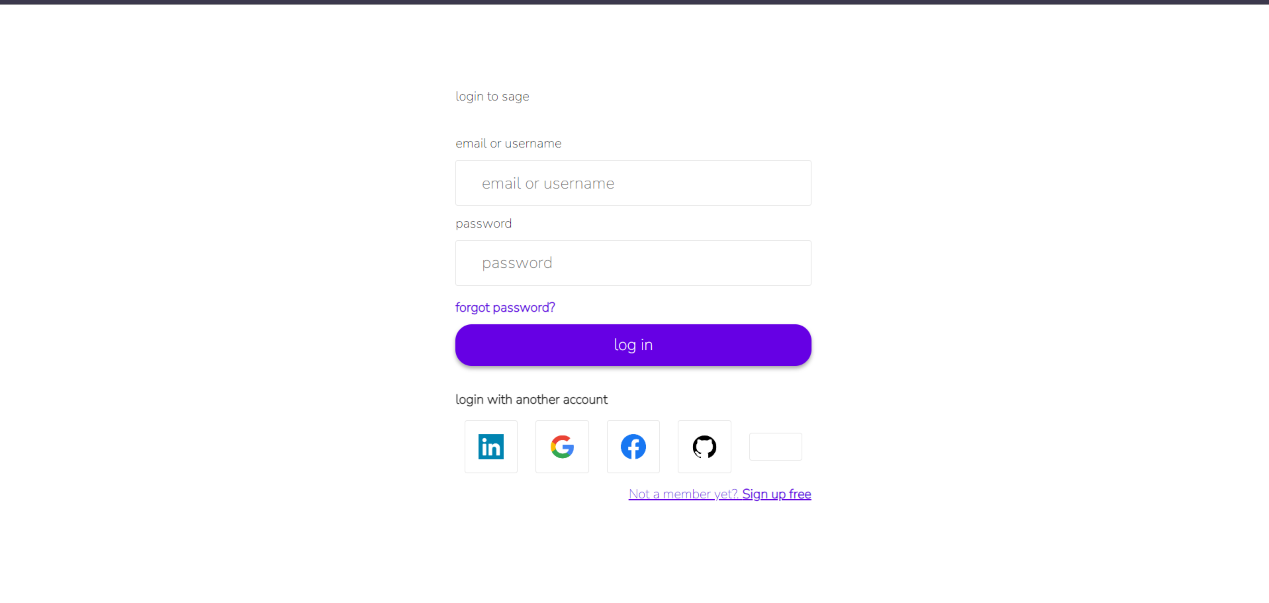 login to sage
email or username
email or username
password
password
forgot password?
log in
login with another account
in
Not a member yet?. Sign up free